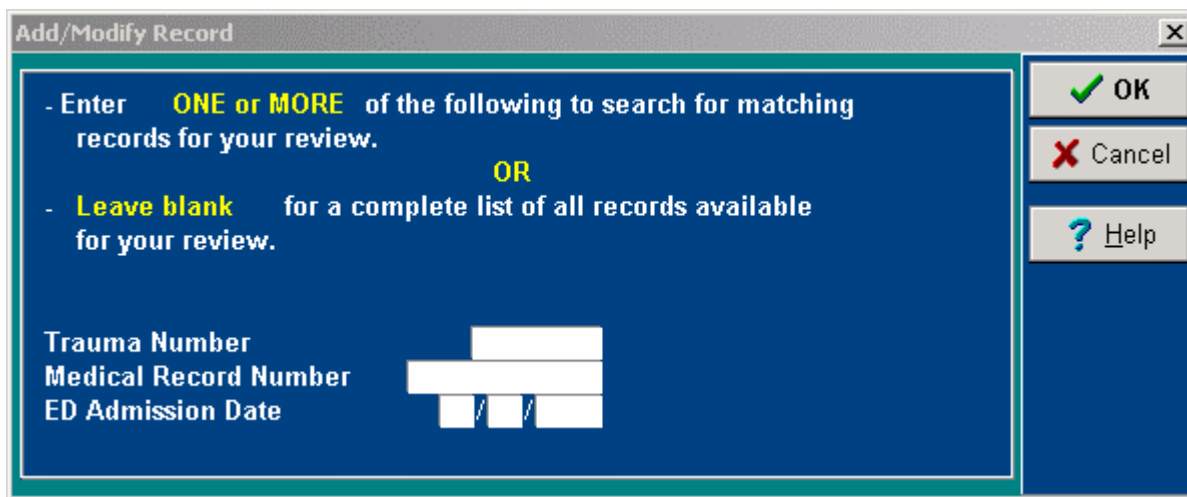 Add/Modify Record
- Enter ONE or MORE of the following to search for matching
records for your review.
OR
- Leave blank for a complete list of all records available
for your review.
Trauma Number
Medical Record Number
ED Admission Date / /
OK
Cancel
? Help